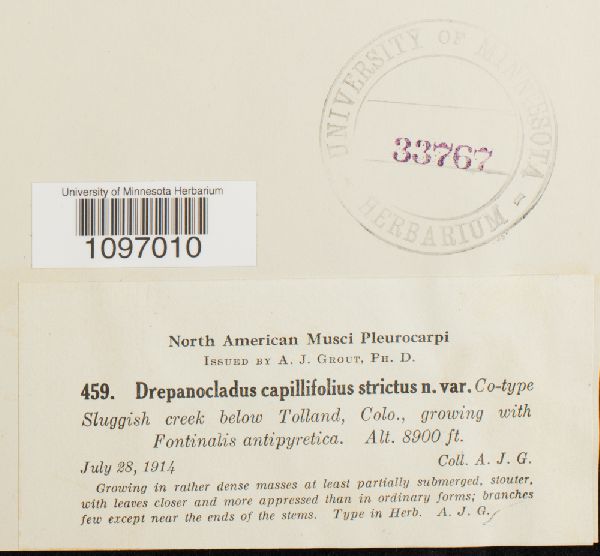 UNIVERSITY OF MINNESOTA
33767
HERBARIUM
University of Minnesota Herbarium
1097010
North American Musci Pleurocarpi
Issued by A. J. Grout, Ph. D.
459. Drepanocladus capillifolius strictus n. var. Co-type
Sluggish creek below Tolland, Colo., growing with
Fontinalis antipyretica. Alt. 8900 ft.
July 28, 1914 Coll. A. J. G.
Growing in rather dense masses at least partially submerged, stouter,
with leaves closer and more appressed than in ordinary forms; branches
few except near the ends of the stems. Type in Herb. A. J. G.